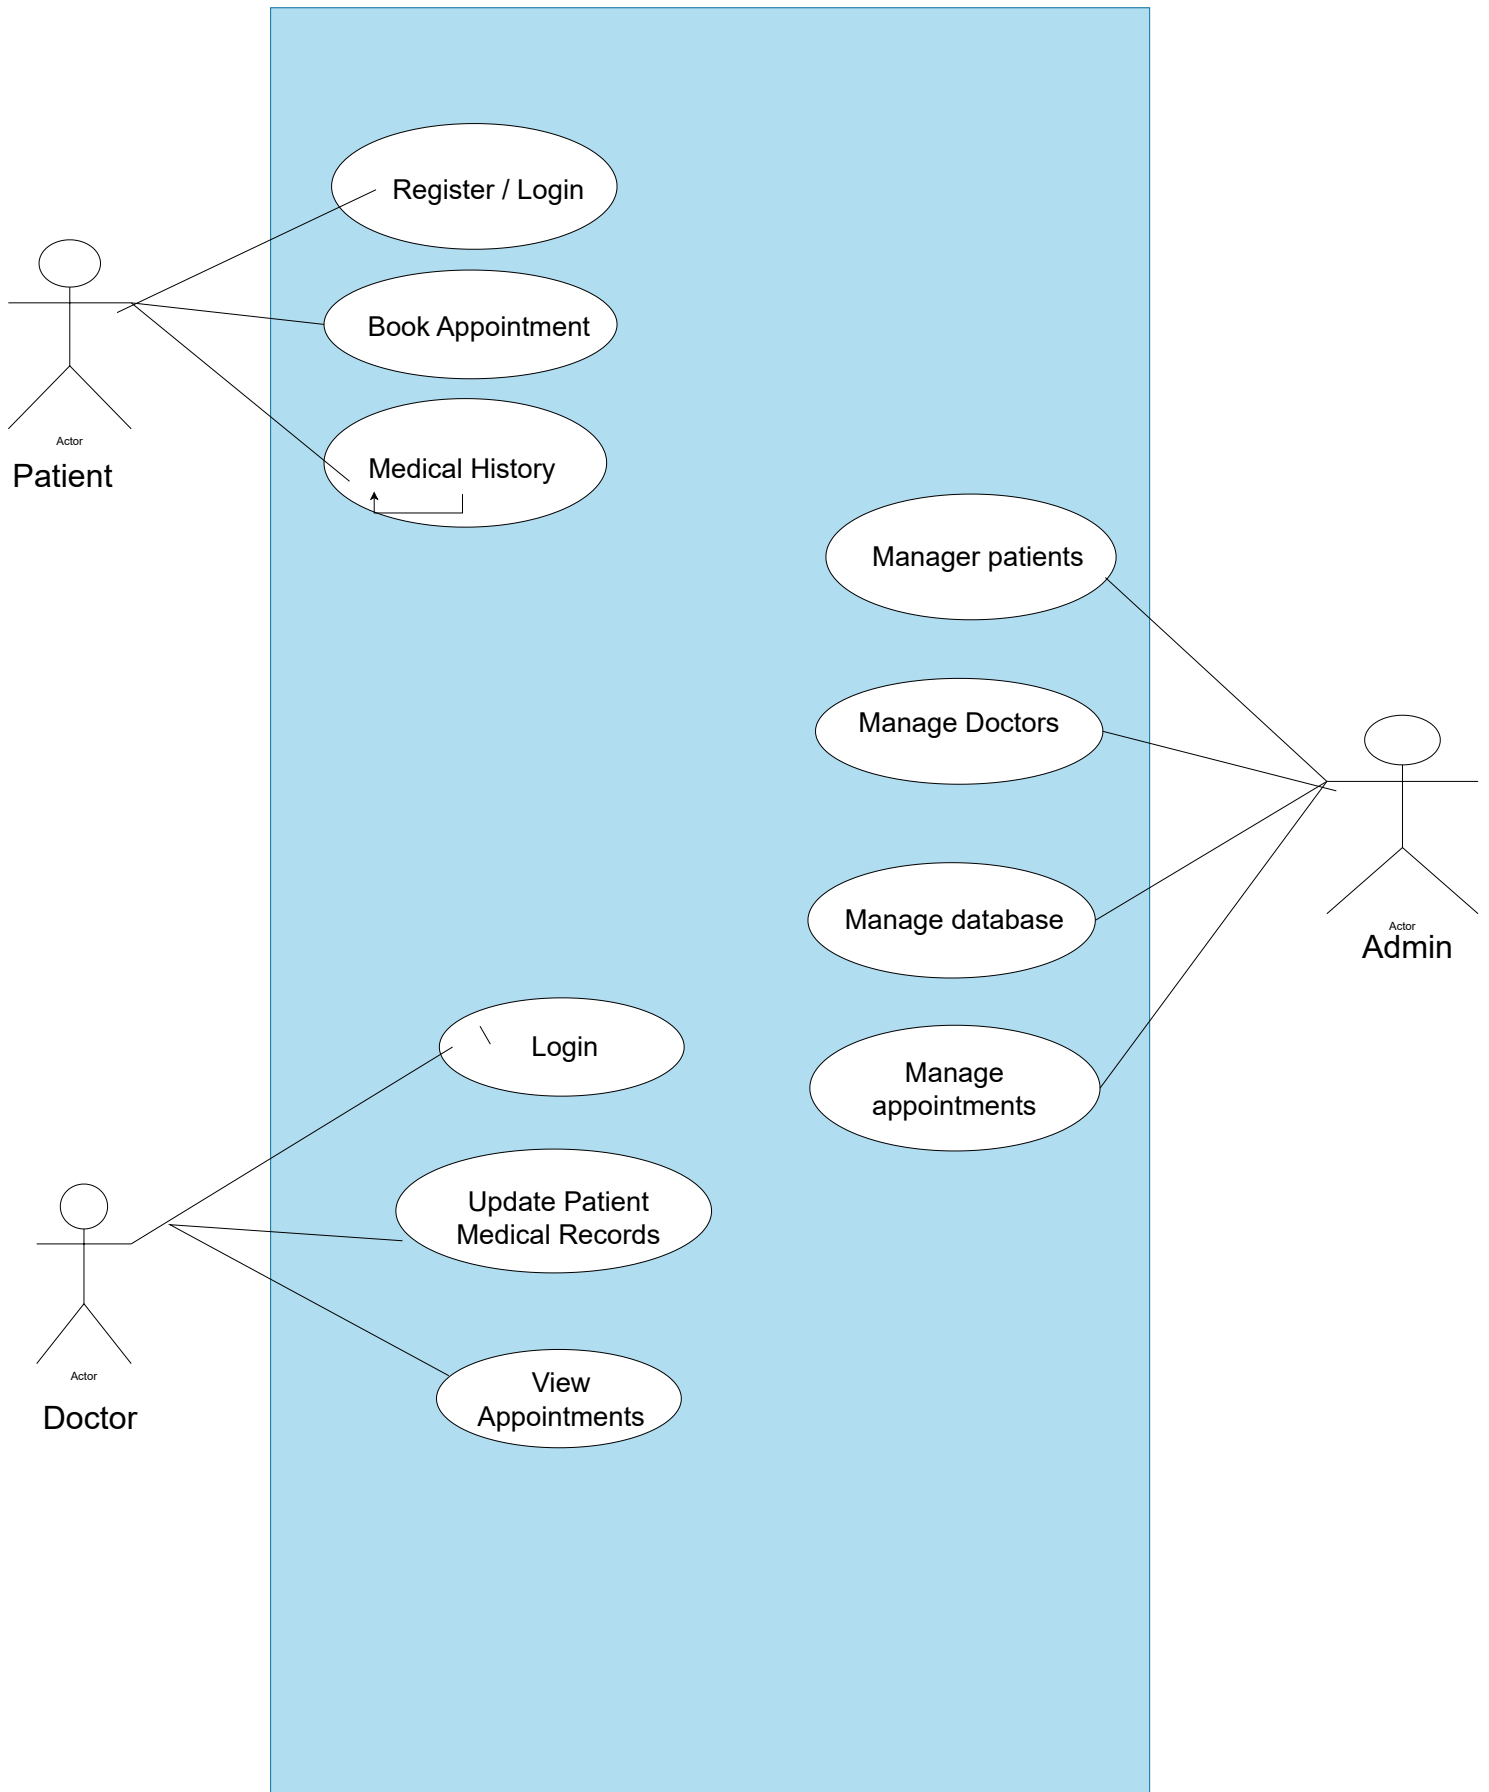 Register / Login
Book Appointment
Medical History
Actor
Patient
Manager patients
Manage Doctors
Manage database
Manage
appointments
Actor
Admin
Login
Update Patient
Medical Records
View
Appointments
Actor
Doctor